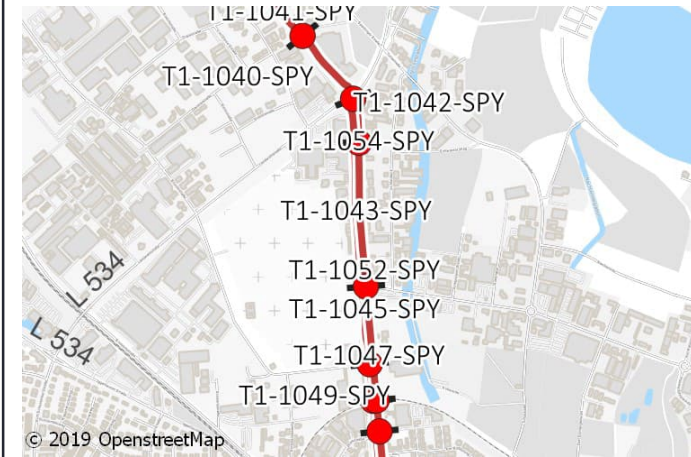 T1-1041-SPY
T1-1040-SPY
T1-1042-SPY
T1-1054-SPY
T1-1043-SPY
T1-1052-SPY
L 534
T1-1045-SPY
L 534
T1-1047-SPY
T1-1049-SPY
© 2019 OpenstreetMap